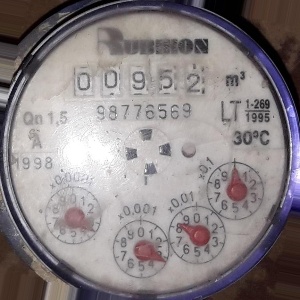 RUBIKON
00952 m³
98776569
Qn 1,5
A
1998
LT 1-269
1995
30°C
x0,0001
x0,001
x0,01
x0,1